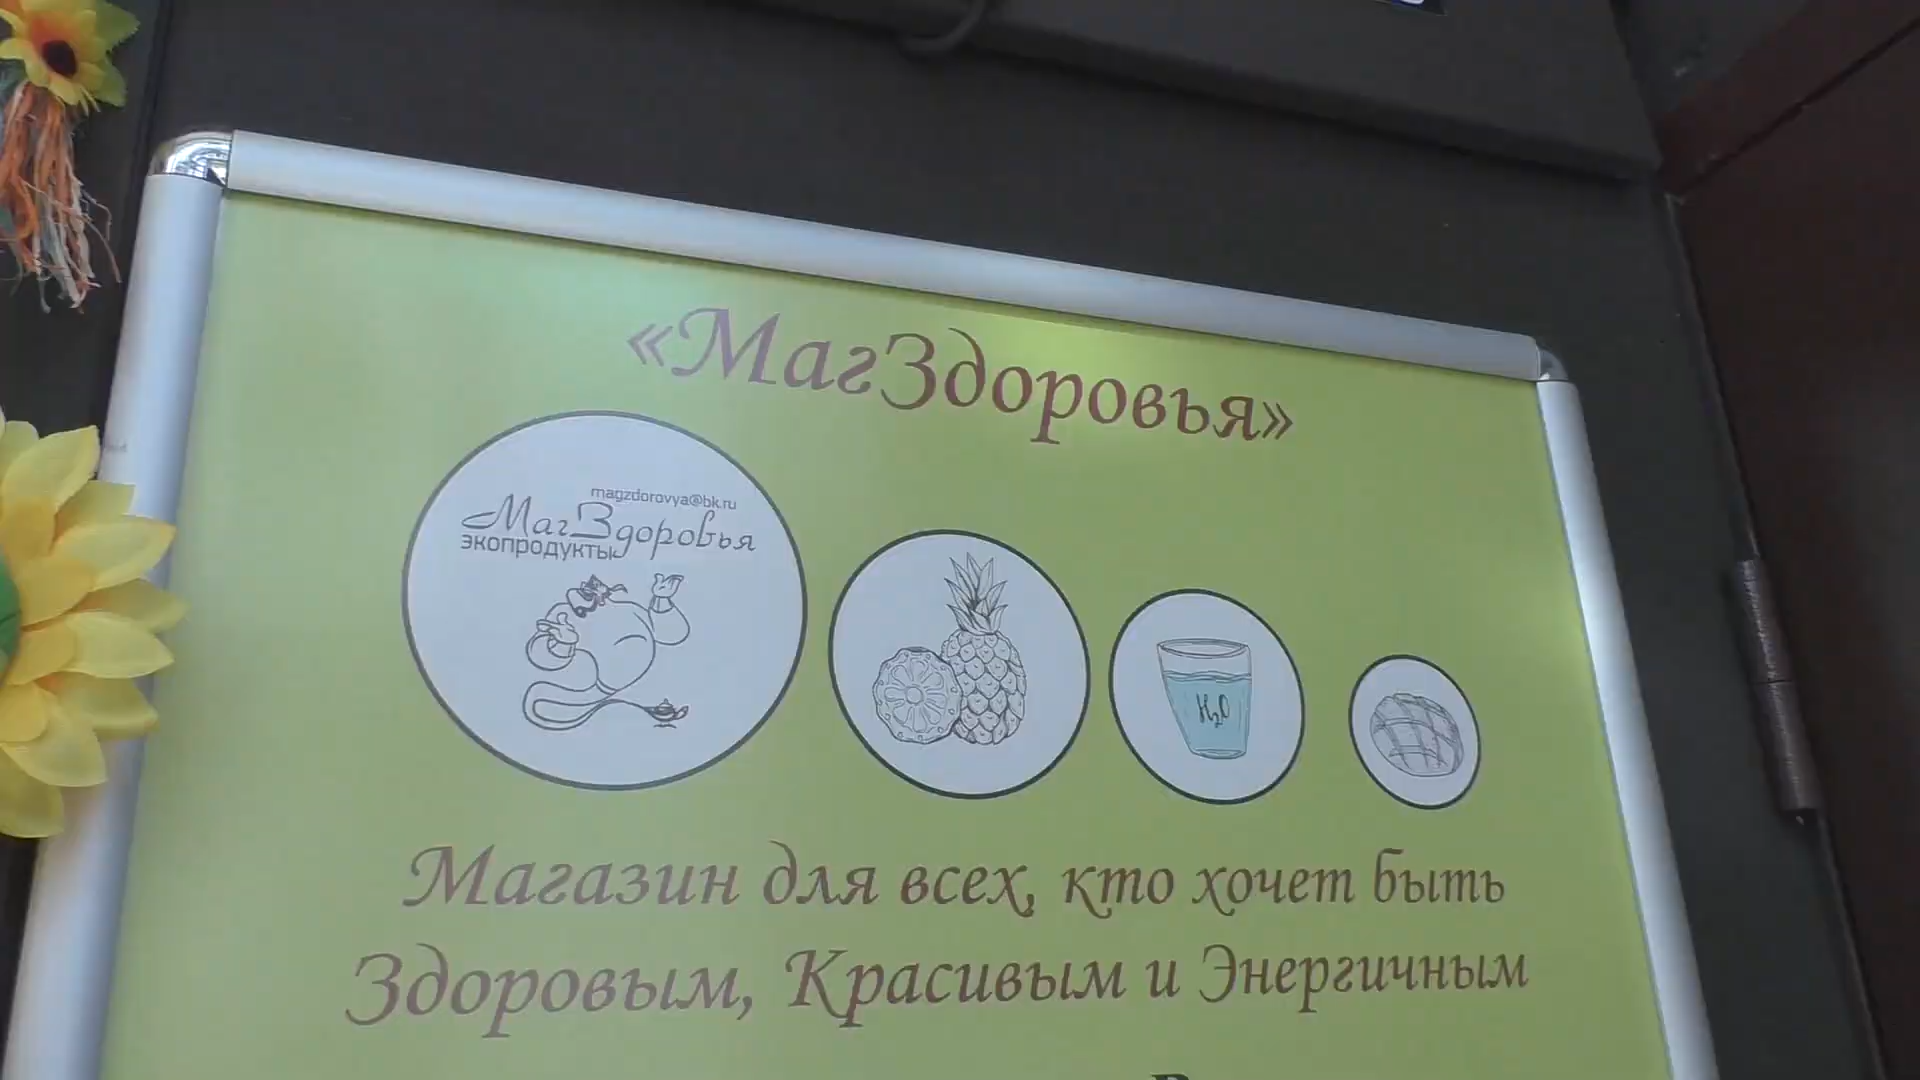 «МагЗдоровья»
magzdorovya@bk.ru
МагЗдоровья
экопродукты
H₂O
Магазин для всех, кто хочет быть
Здоровым, Красивым и Энергичным